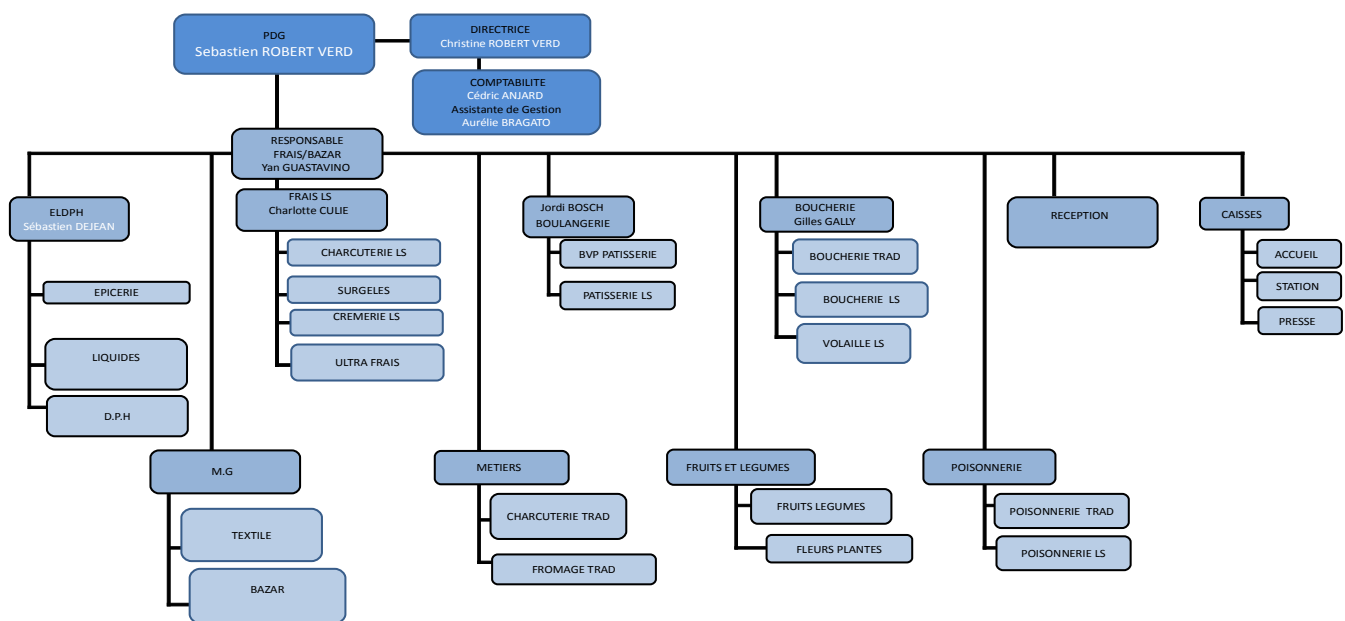 PDG
Sebastien ROBERT VERD
DIRECTRICE
Christine ROBERT VERD
COMPTABILITE
Cédric ANJARD
Assistante de Gestion
Aurélie BRAGATO
RESPONSABLE
FRAIS/BAZAR
Yan GUASTAVINO
ELDPH
Sébastien DEJEAN
EPICERIE
LIQUIDES
D.P.H
M.G
TEXTILE
BAZAR
FRAIS LS
Charlotte CULIE
CHARCUTERIE LS
SURGELES
CREMERIE LS
ULTRA FRAIS
METIERS
CHARCUTERIE TRAD
FROMAGE TRAD
Jordi BOSCH
BOULANGERIE
BVP PATISSERIE
PATISSERIE LS
FRUITS ET LEGUMES
FRUITS LEGUMES
FLEURS PLANTES
BOUCHERIE
Gilles GALLY
BOUCHERIE TRAD
BOUCHERIE LS
VOLAILLE LS
POISONNERIE
POISONNERIE TRAD
POISONNERIE LS
RECEPTION
CAISSES
ACCUEIL
STATION
PRESSE